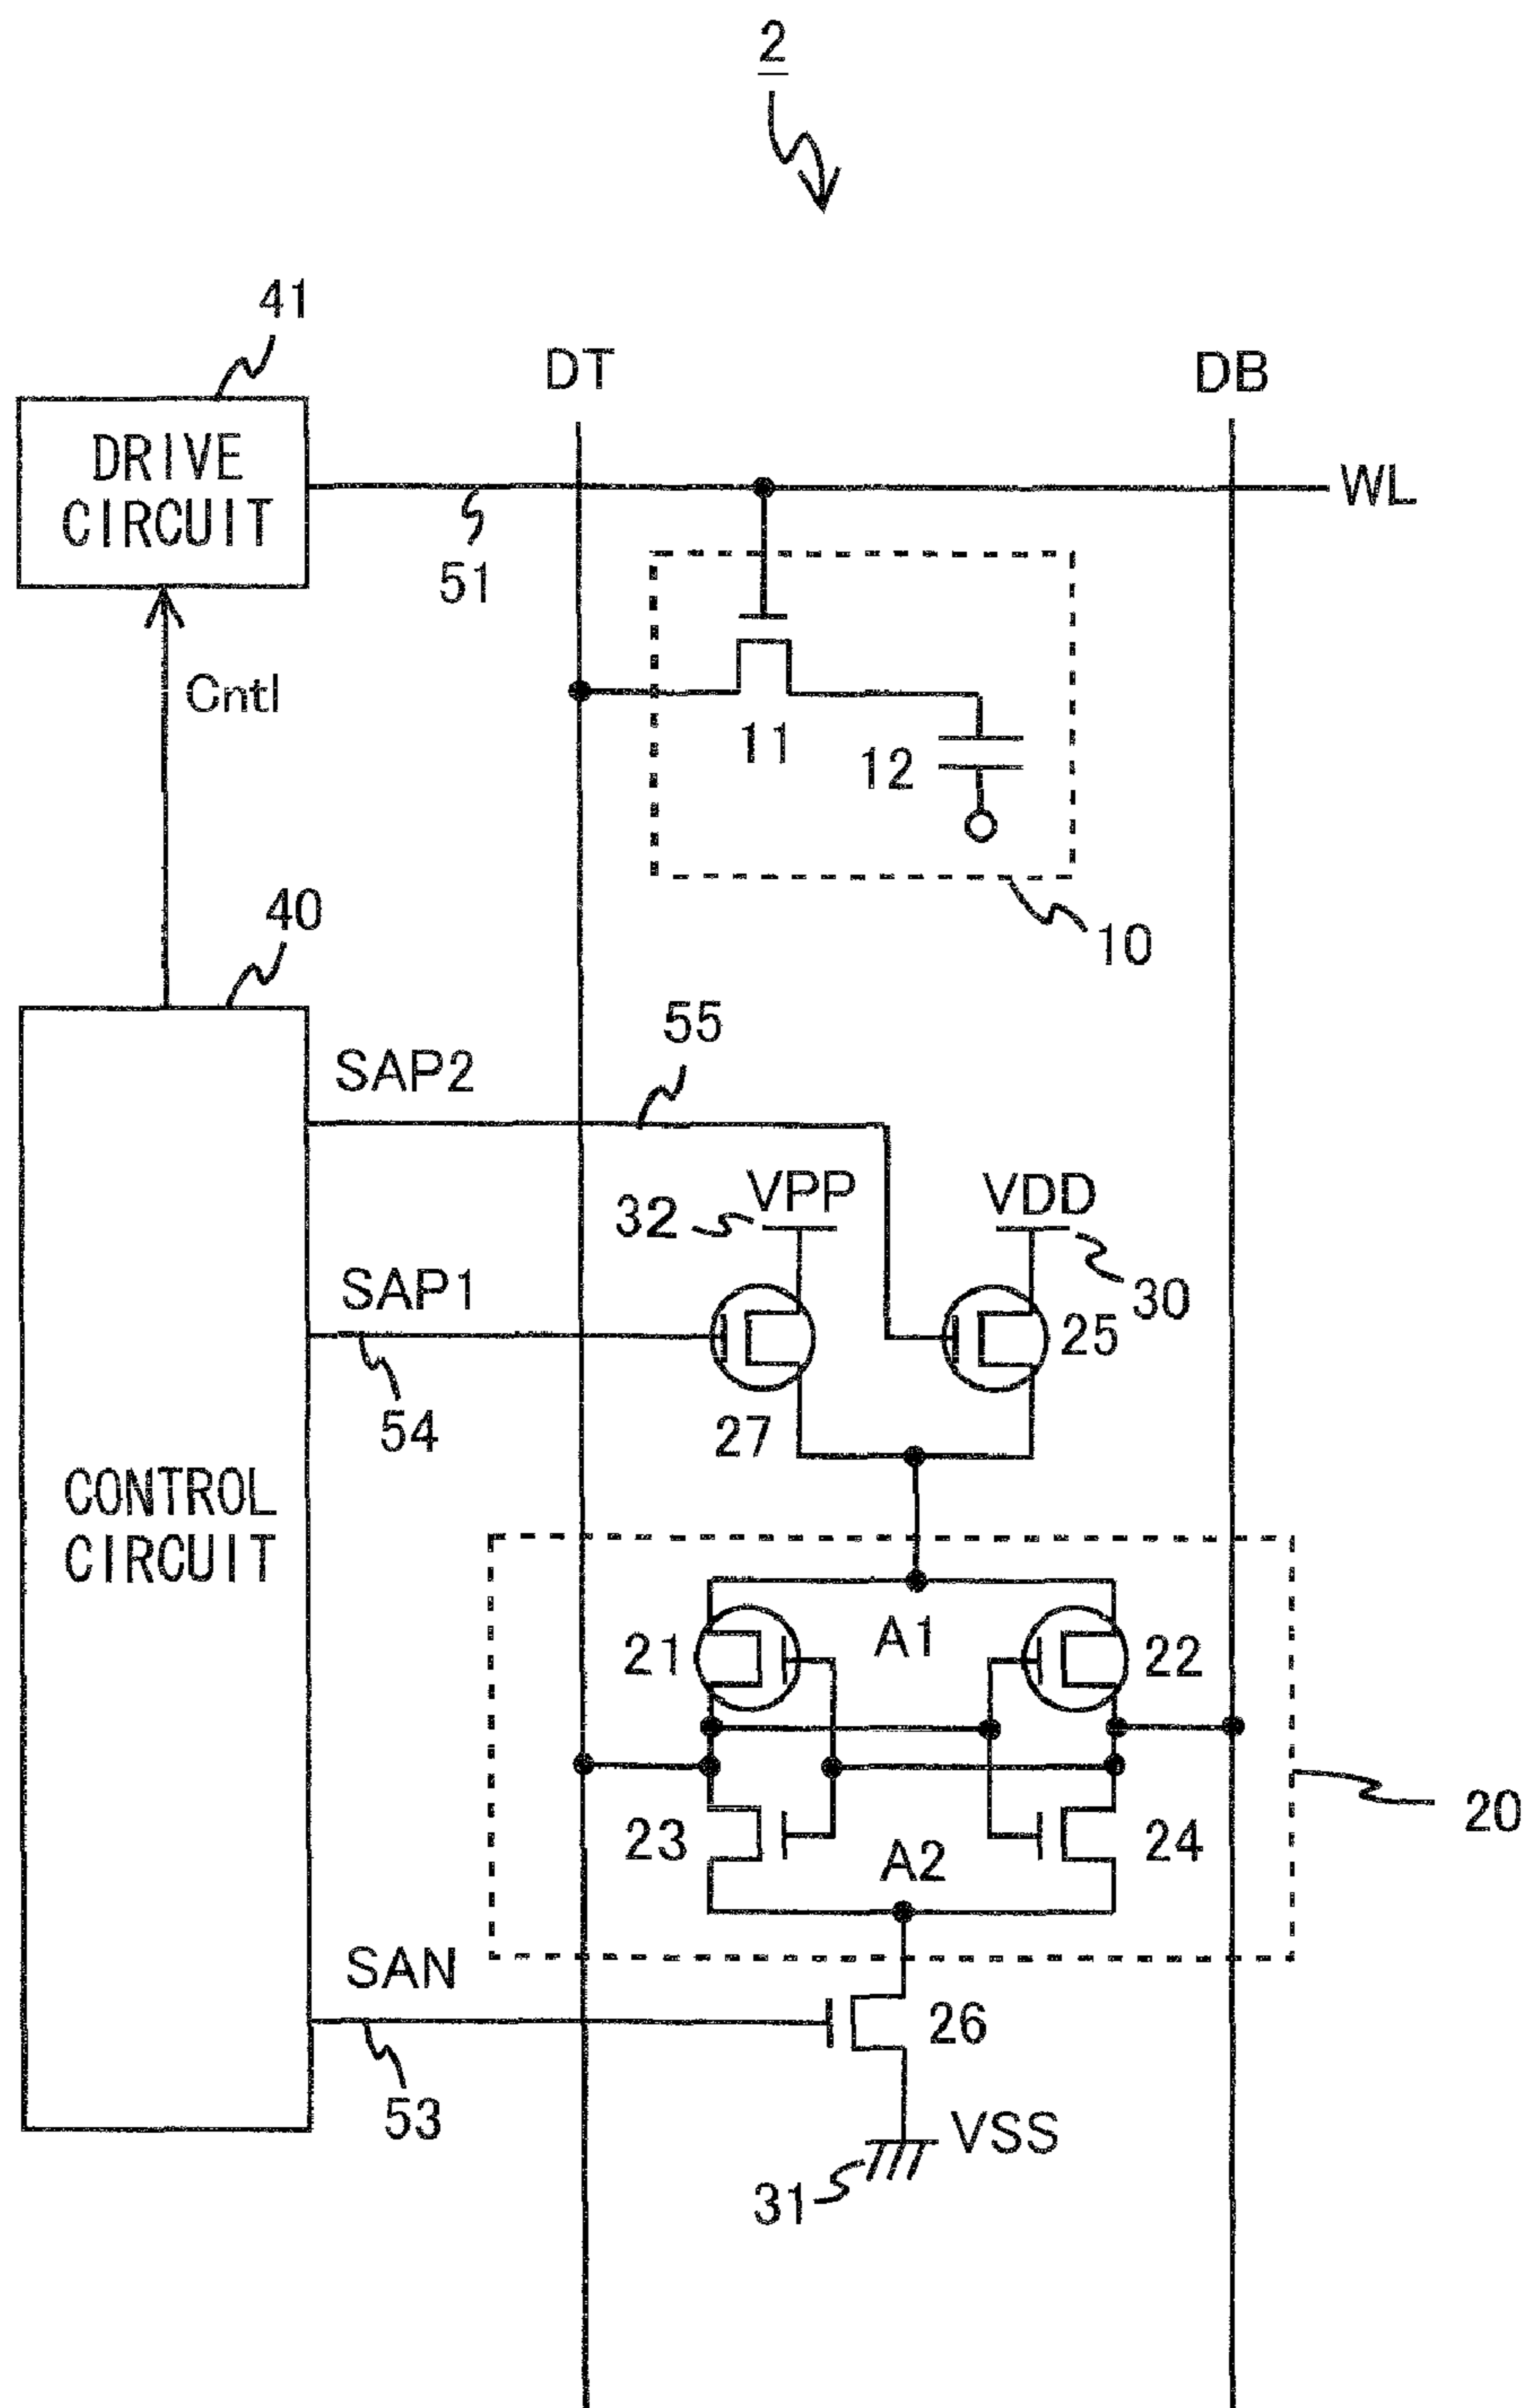 2
41
DT
DB
DRIVE
CIRCUIT
WL
51
Cntl
11
12
10
40
55
SAP2
VPP
VDD
32
30
SAP1
25
54
27
CONTROL
CIRCUIT
A1
21
22
20
23
24
A2
SAN
26
53
VSS
31